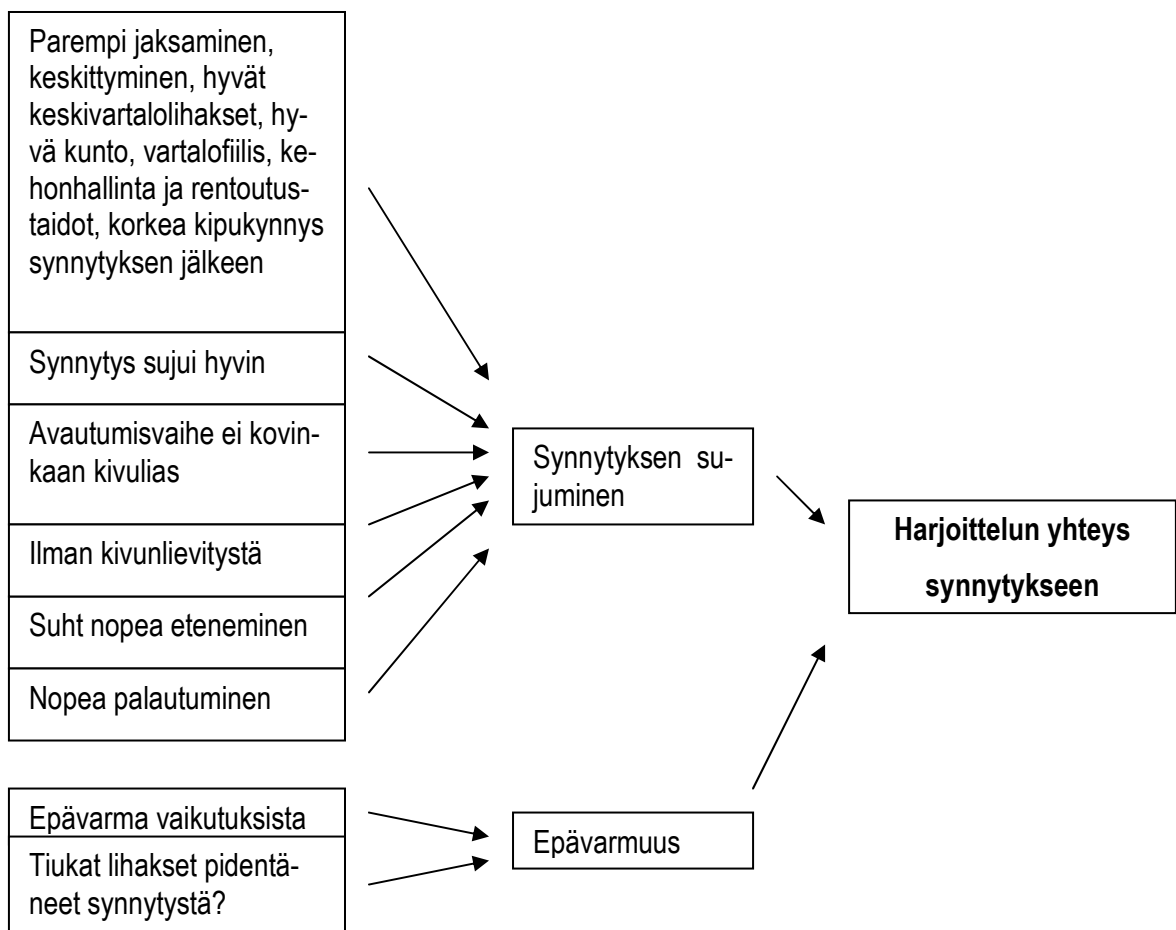 Parempi jaksaminen,
keskittyminen, hyvät
keskivartalolihakset, hy-
vä kunto, vartalofiilis, ke-
honhallinta ja rentoutus-
taidot, korkea kipukynnys
synnytyksen jälkeen
Synnytys sujui hyvin
Avautumisvaihe ei kovin-
kaan kivulias
Ilman kivunlievitystä
Suht nopea eteneminen
Nopea palautuminen
Synnytyksen su-
juminen
Harjoittelun yhteys
synnytykseen
Epävarma vaikutuksista
Tiukat lihakset pidentä-
neet synnytystä?
Epävarmuus